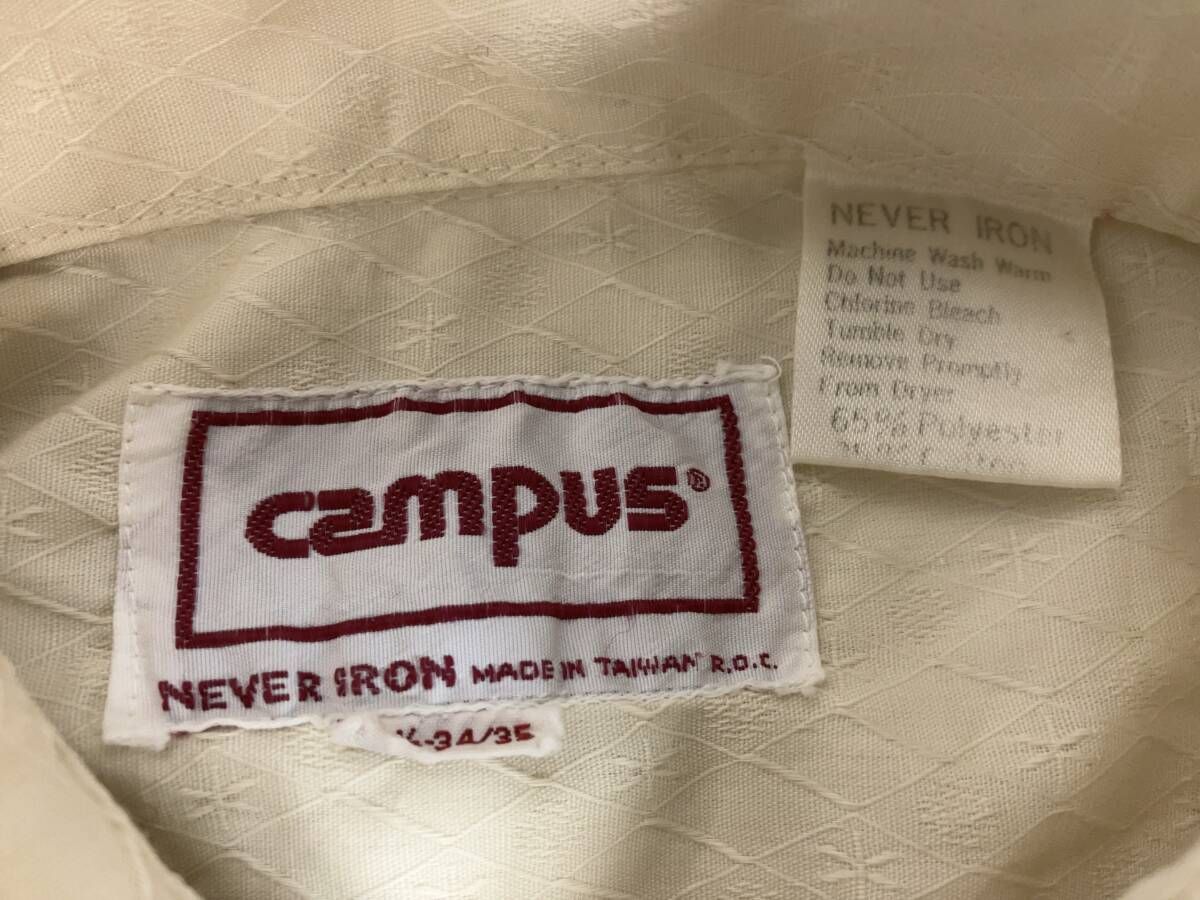 NEVER IRON
Machine Wash Warm
Do Not Use
Chlorine Bleach
Tumble Dry
Remove Promptly
From Dryer
65% Polyester
campus®
NEVER IRON MADE IN TAIWAN R.O.C.
-34/35